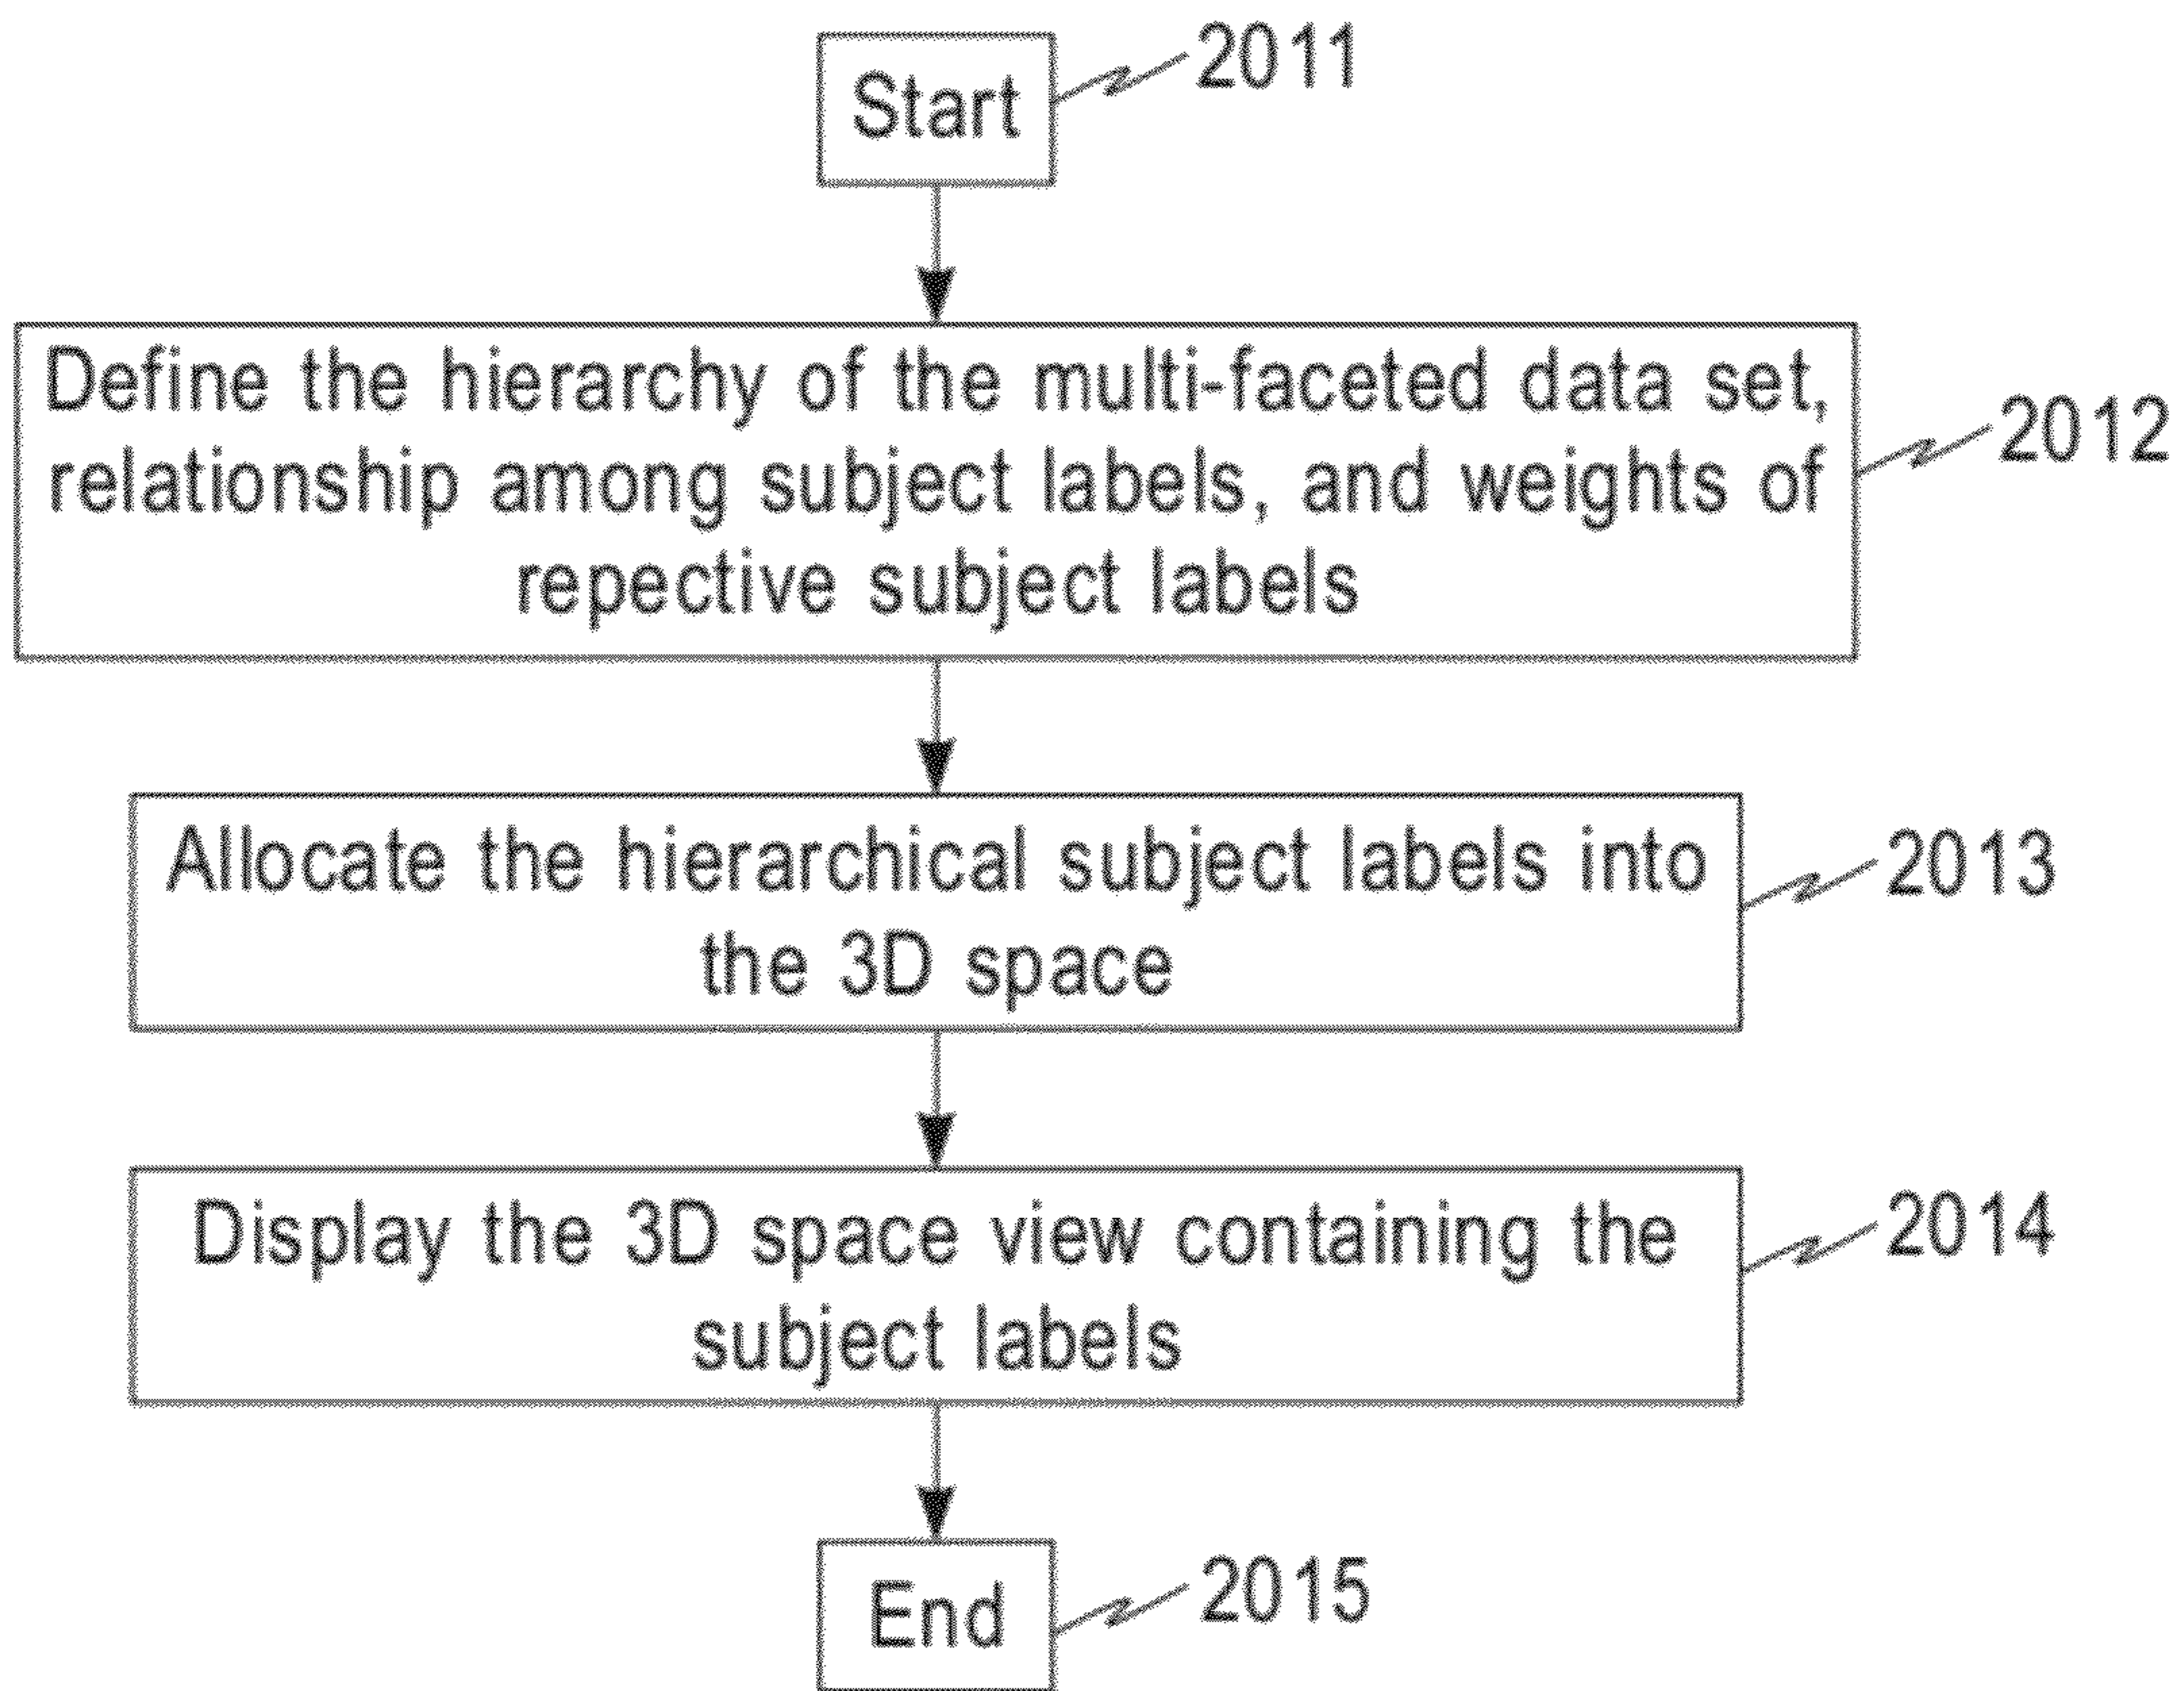 Start
2011
Define the hierarchy of the multi-faceted data set,
relationship among subject labels, and weights of
repective subject labels
2012
Allocate the hierarchical subject labels into
the 3D space
2013
Display the 3D space view containing the
subject labels
2014
End
2015